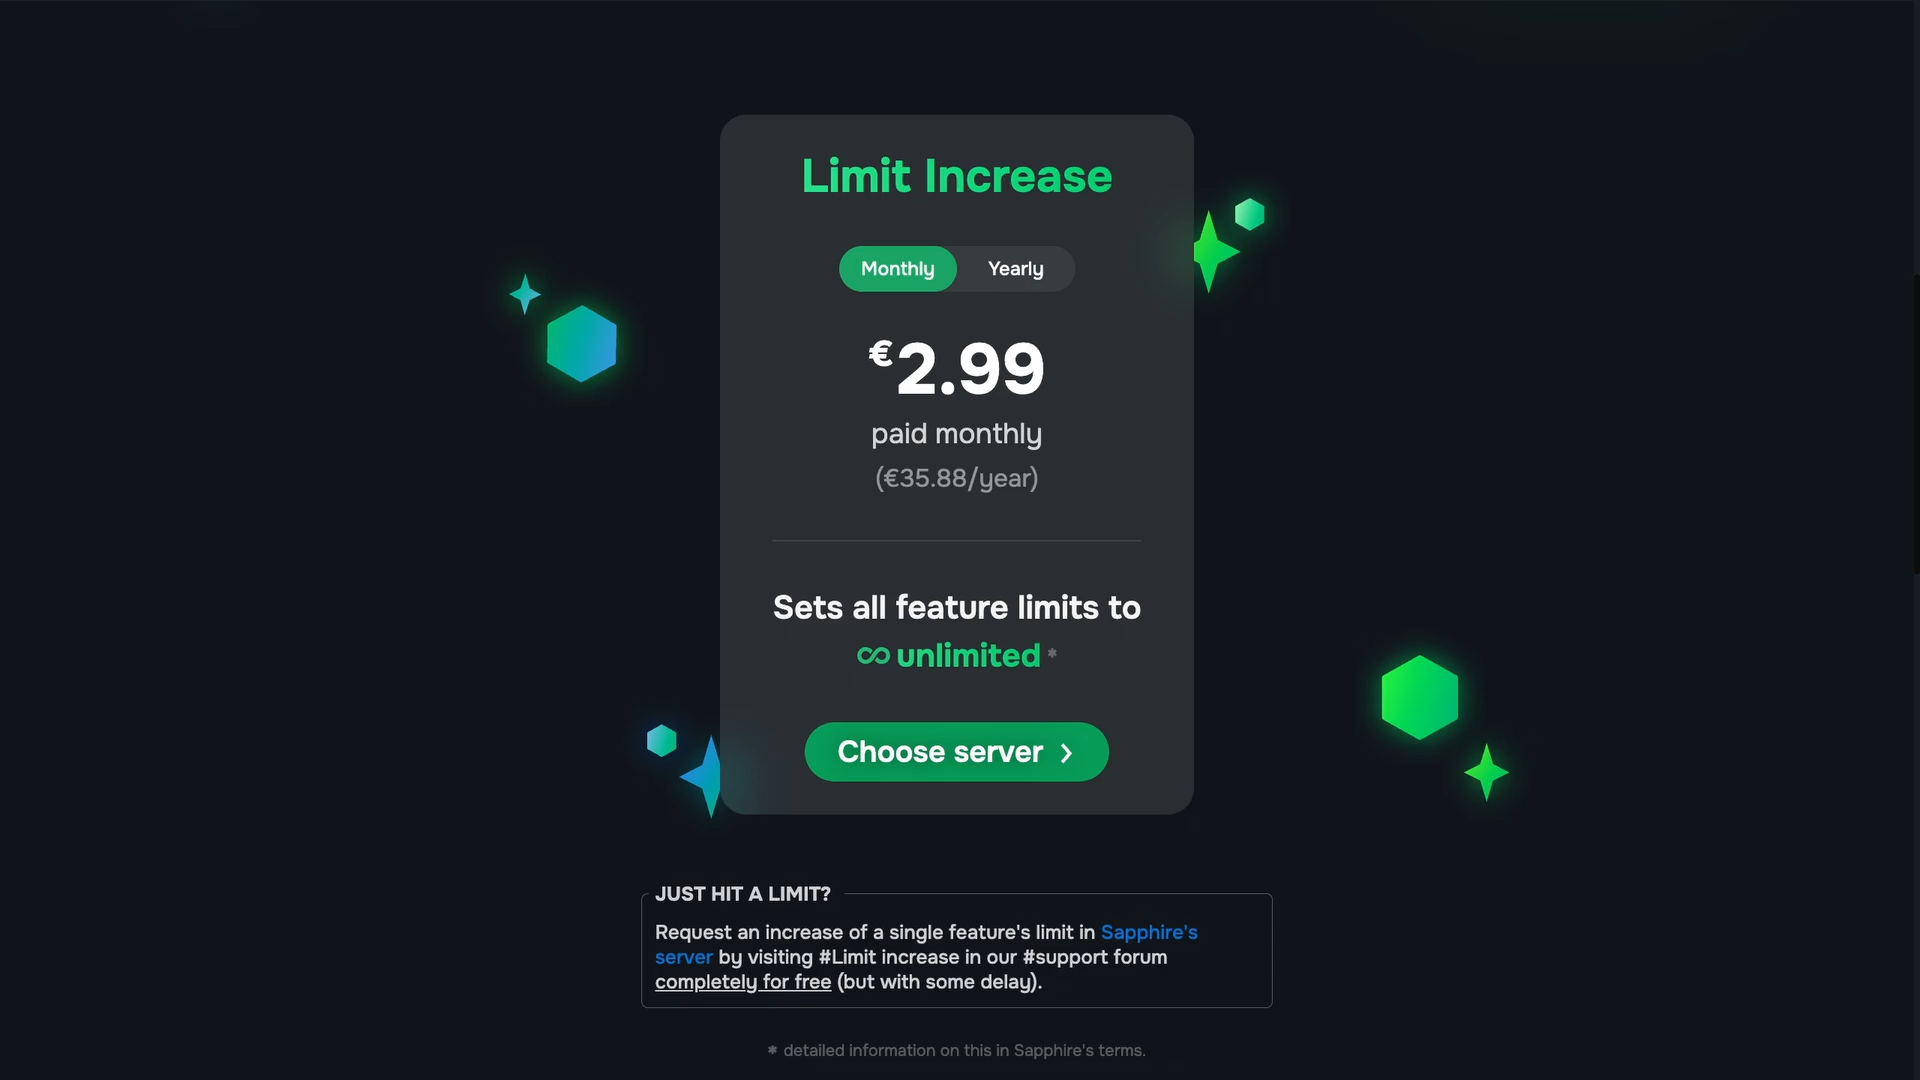 Limit Increase
Monthly Yearly
€2.99
paid monthly
(€35.88/year)
Sets all feature limits to
∞ unlimited *
Choose server >
JUST HIT A LIMIT?
Request an increase of a single feature's limit in Sapphire's
server by visiting #Limit increase in our #support forum
completely for free (but with some delay).
* detailed information on this in Sapphire's terms.